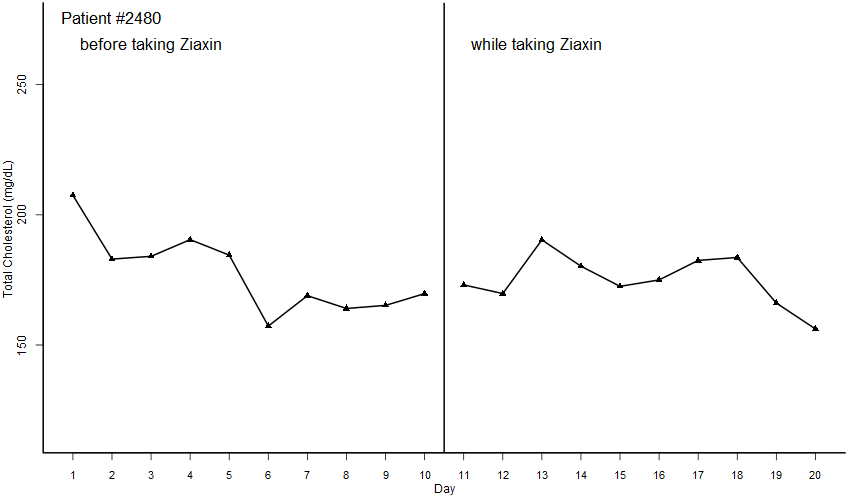 Patient #2480
before taking Ziaxin
while taking Ziaxin
Total Cholesterol (mg/dL)
250
200
150
1 2 3 4 5 6 7 8 9 10 11 12 13 14 15 16 17 18 19 20
Day